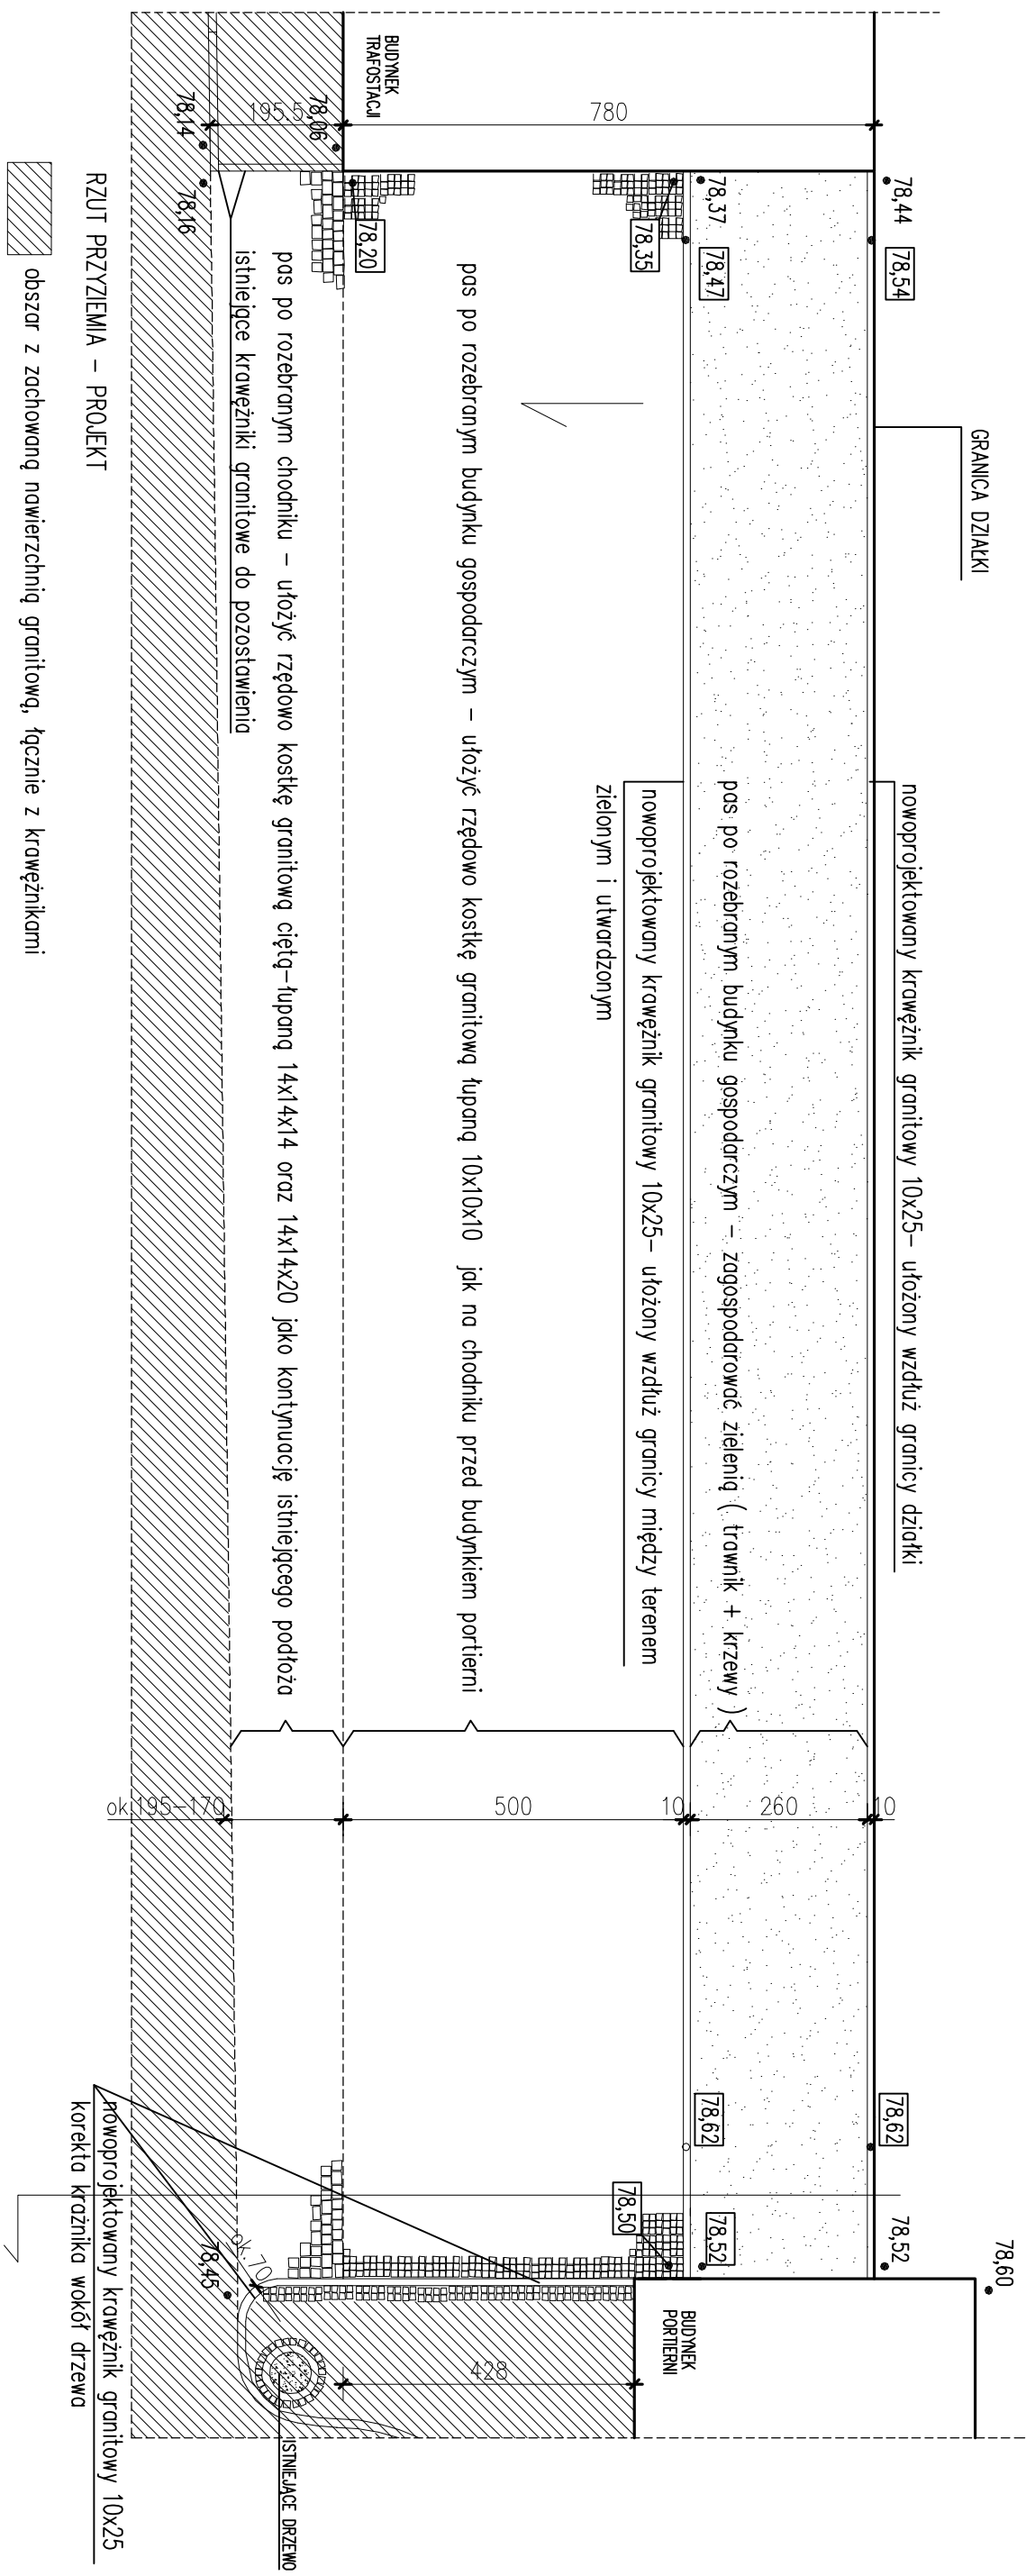 GRANICA DZIAŁKI
78,60
78,44
78,54
nowoprojektowany krawężnik granitowy 10x25– ułożony wzdłuż granicy działki
78,62
78,52
10
260
10
500
ok.195–170
78,37
78,47
pas po rozebranym budynku gospodarczym – zagospodarować zielenią ( trawnik + krzewy )
78,62
78,52
BUDYNEK
PORTIERNI
78,35
nowoprojektowany krawężnik granitowy 10x25– ułożony wzdłuż granicy między terenem
zielonym i utwardzonym
78,50
780
pas po rozebranym budynku gospodarczym – ułożyć rzędowo kostkę granitową łupaną 10x10x10 jak na chodniku przed budynkiem portierni
428
BUDYNEK
TRAFOSTACJI
78,20
78,06
195.5
pas po rozebranym chodniku – ułożyć rzędowo kostkę granitową ciętą–łupaną 14x14x14 oraz 14x14x20 jako kontynuację istniejącego podłoża
istniejące krawężniki granitowe do pozostawienia
ISTNIEJĄCE DRZEWO
ok.70
78,45
78,14
78,16
RZUT PRZYZIEMIA – PROJEKT
nowoprojektowany krawężnik granitowy 10x25
korekta kraźnika wokół drzewa
obszar z zachowaną nawierzchnią granitową, łącznie z krawężnikami